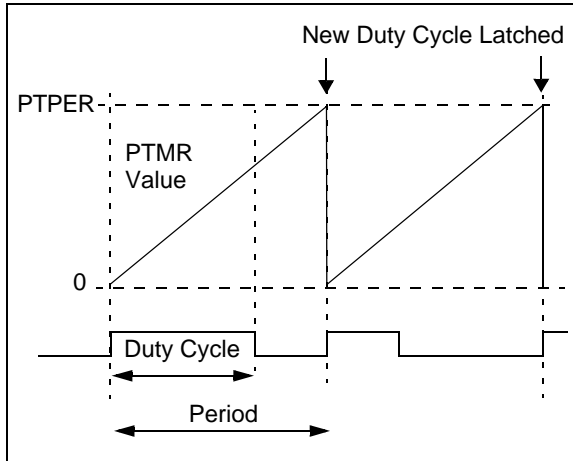 New Duty Cycle Latched
PTPER
PTMR
Value
0
Duty Cycle
Period